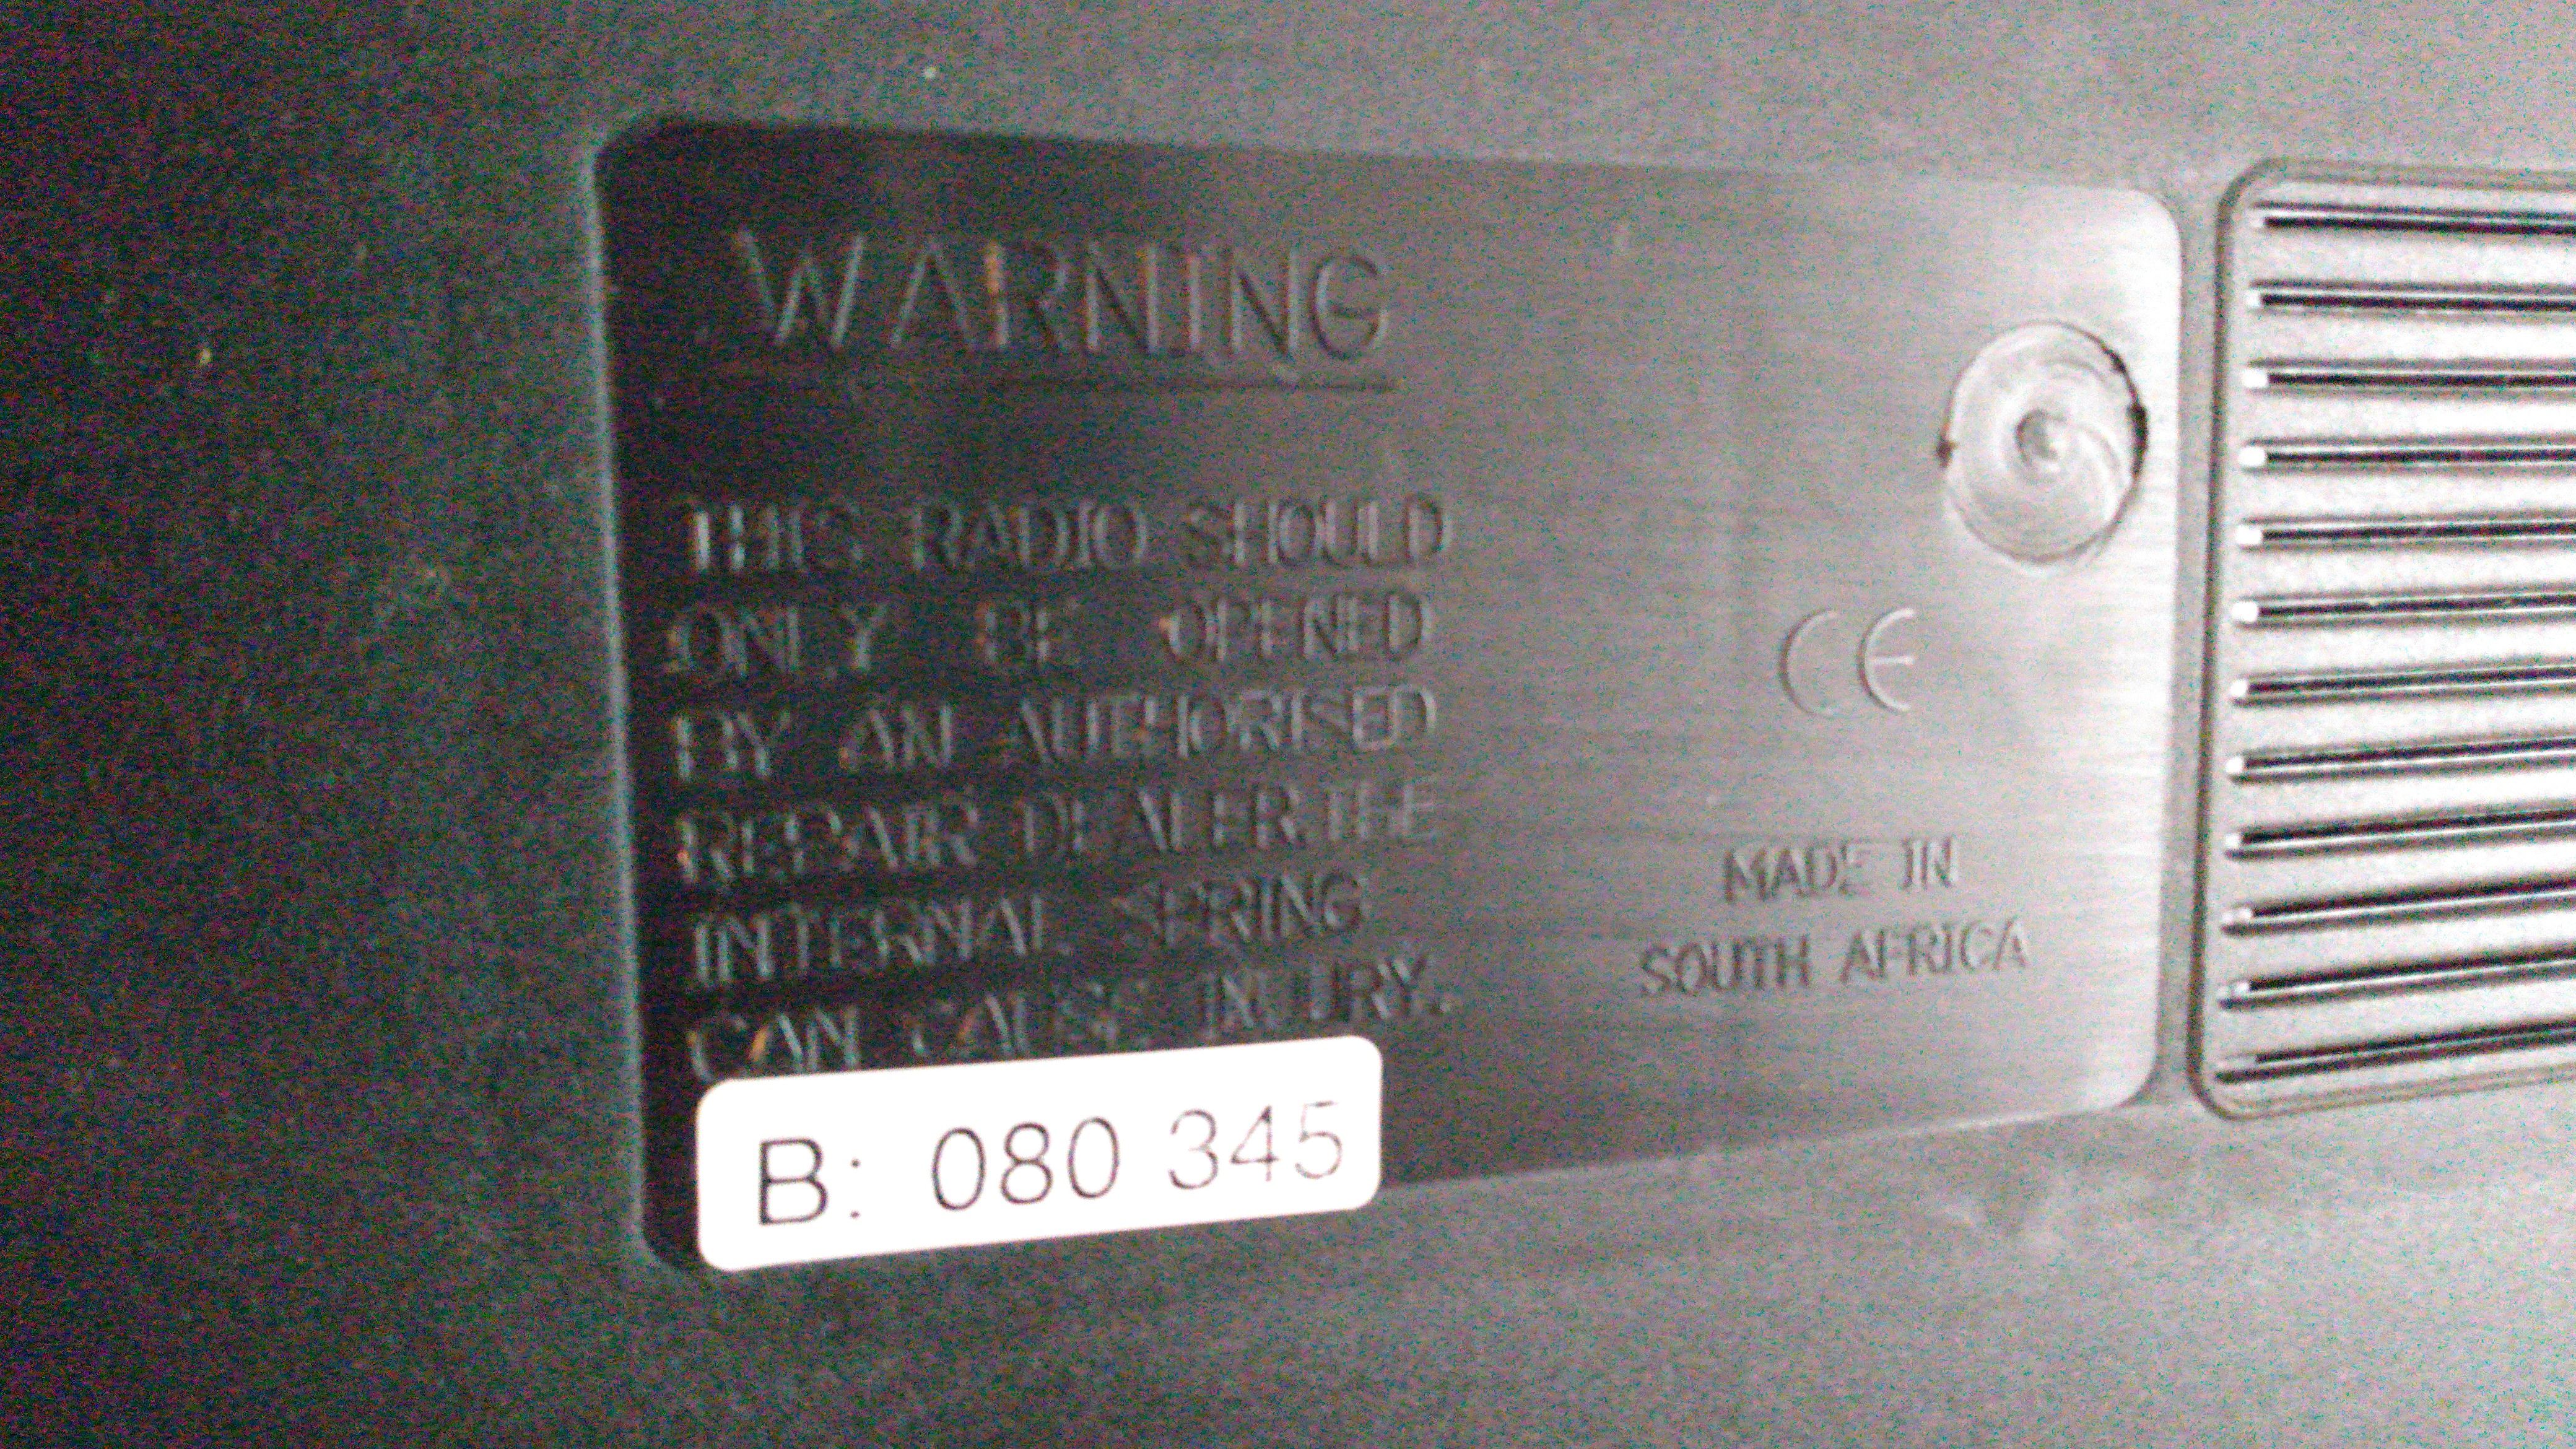 WARNING
THIS RADIO SHOULD
ONLY BE OPENED
BY AN AUTHORISED
REPAIR DEALER THE
INTERNAL SPRING
CAN CAUSE INJURY.
B: 080 345
CE
MADE IN
SOUTH AFRICA